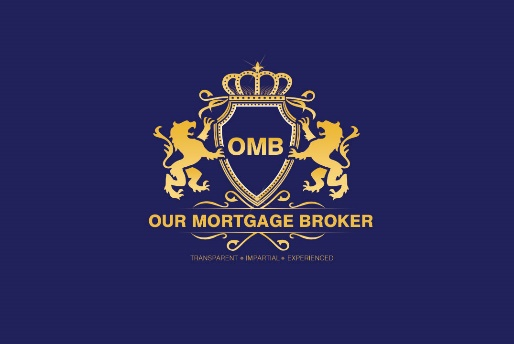 OMB
OUR MORTGAGE BROKER
TRANSPARENT • IMPARTIAL • EXPERIENCED